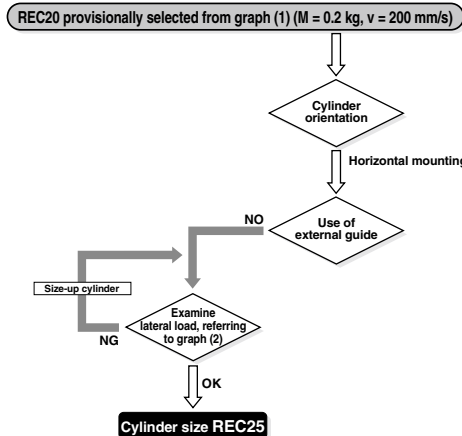 REC20 provisionally selected from graph (1) (M = 0.2 kg, v = 200 mm/s)
Cylinder
orientation
Horizontal mounting
NO
Use of
external guide
Size-up cylinder
Examine
lateral load, referring
to graph (2)
NG
OK
Cylinder size REC25